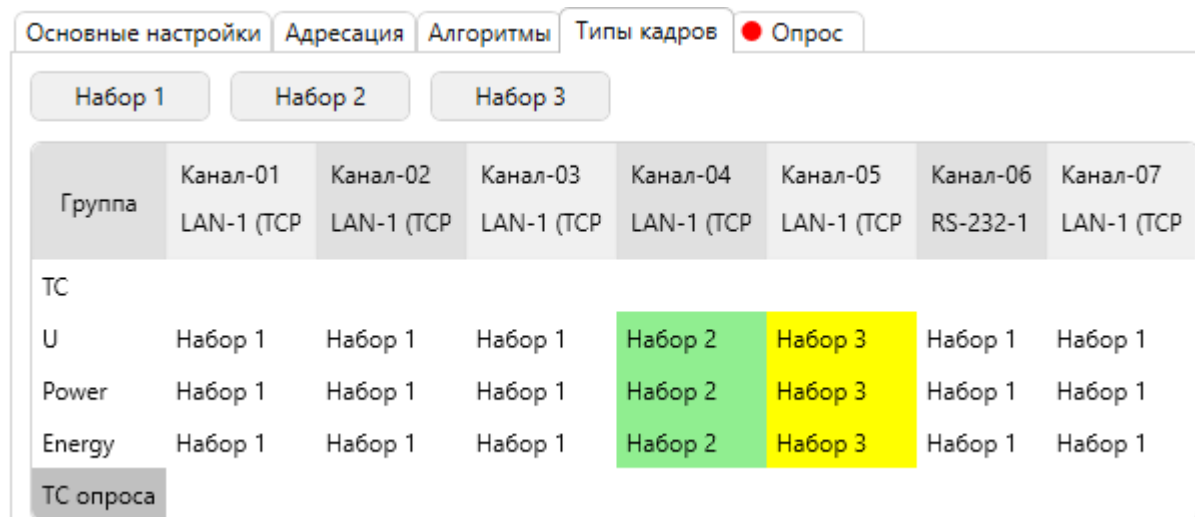 Основные настройки Адресация Алгоритмы Типы кадров Опрос
Набор 1 Набор 2 Набор 3
Группа Канал-01 Канал-02 Канал-03 Канал-04 Канал-05 Канал-06 Канал-07
LAN-1 (TCP LAN-1 (TCP LAN-1 (TCP LAN-1 (TCP LAN-1 (TCP RS-232-1 LAN-1 (TCP
ТС
U Набор 1 Набор 1 Набор 1 Набор 2 Набор 3 Набор 1 Набор 1
Power Набор 1 Набор 1 Набор 1 Набор 2 Набор 3 Набор 1 Набор 1
Energy Набор 1 Набор 1 Набор 1 Набор 2 Набор 3 Набор 1 Набор 1
ТС опроса